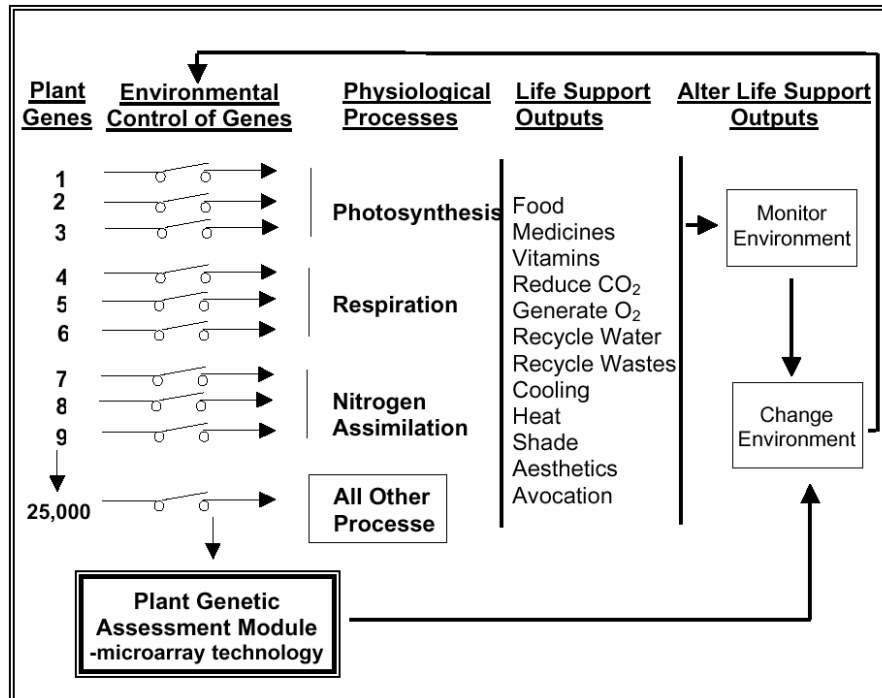 Plant
Genes
Environmental
Control of Genes
Physiological
Processes
Life Support
Outputs
Alter Life Support
Outputs
1
2
3
4
5
6
7
8
9
25,000
Photosynthesis
Respiration
Nitrogen
Assimilation
All Other
Processe
Food
Medicines
Vitamins
Reduce CO₂
Generate O₂
Recycle Water
Recycle Wastes
Cooling
Heat
Shade
Aesthetics
Avocation
Monitor
Environment
Change
Environment
Plant Genetic
Assessment Module
-microarray technology